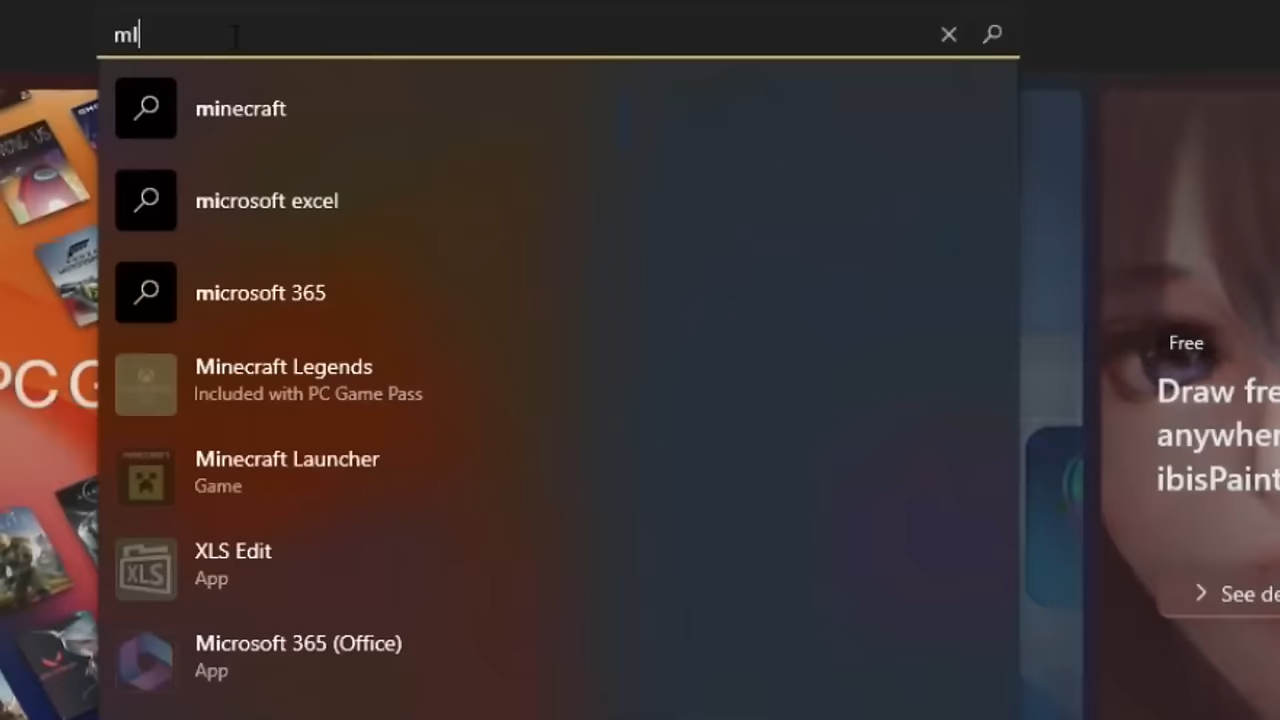 ml
minecraft
microsoft excel
microsoft 365
Minecraft Legends
Included with PC Game Pass
Minecraft Launcher
Game
XLS
XLS Edit
App
Microsoft 365 (Office)
App
PC G
Free
Draw fre
anywher
ibisPaint
See de